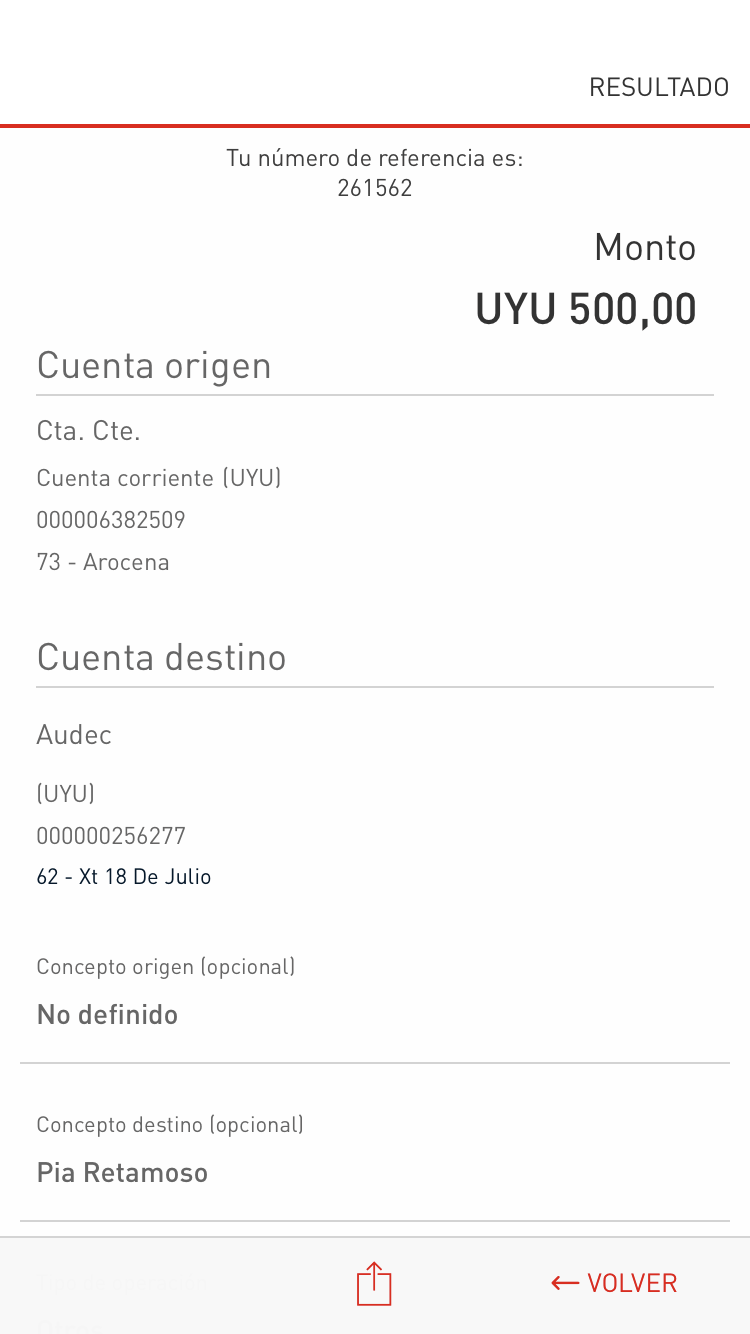 RESULTADO
Tu número de referencia es:
261562
Monto
UYU 500,00
Cuenta origen
Cta. Cte.
Cuenta corriente (UYU)
000006382509
73 - Arocena
Cuenta destino
Audec
(UYU)
000000256277
62 - Xt 18 De Julio
Concepto origen (opcional)
No definido
Concepto destino (opcional)
Pia Retamoso
← VOLVER